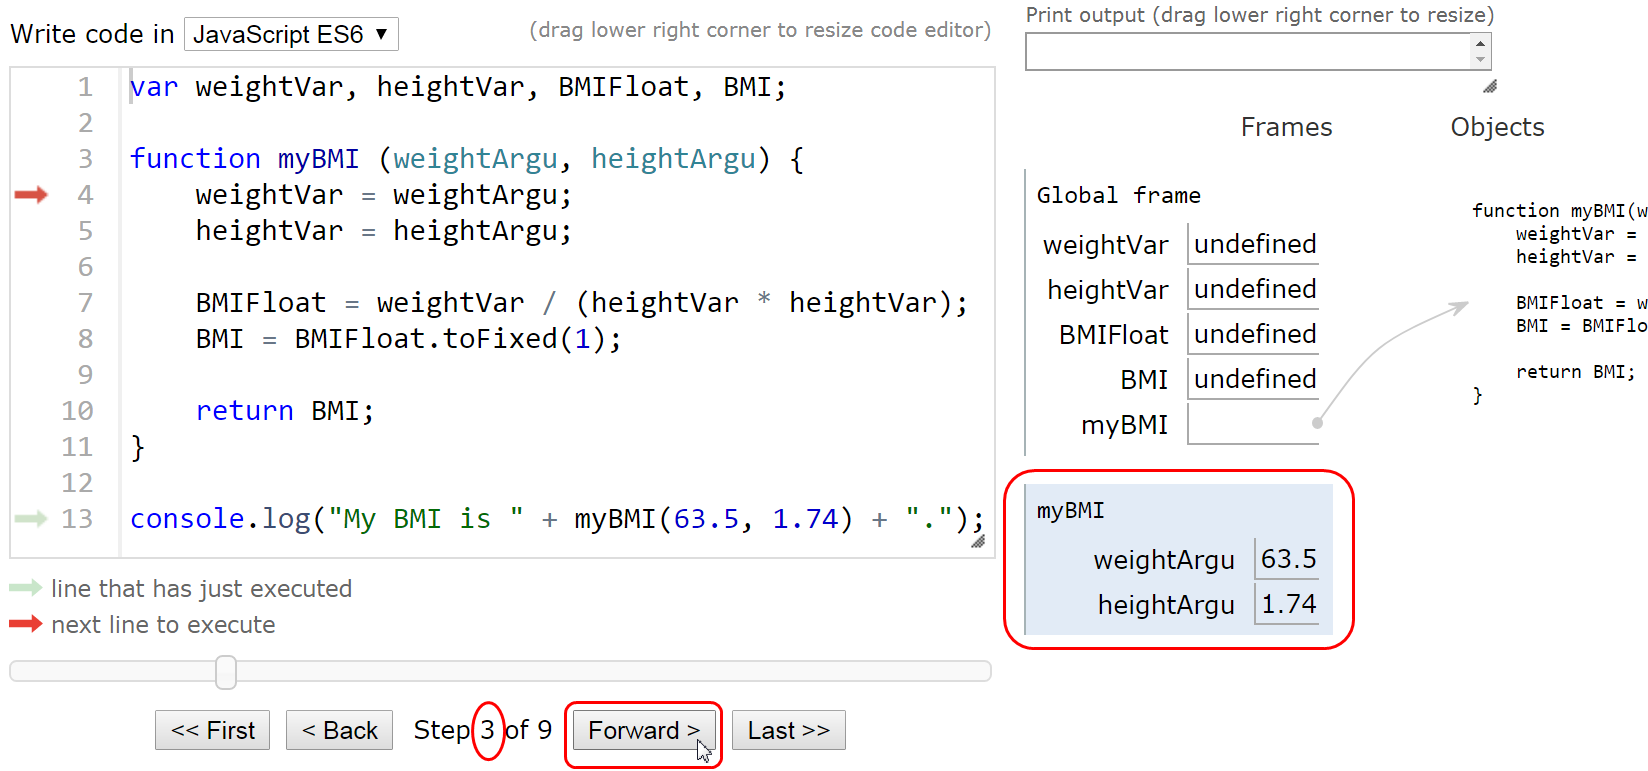 Write code in JavaScript ES6 ▼ (drag lower right corner to resize code editor)
1 var weightVar, heightVar, BMIFloat, BMI;
2
3 function myBMI (weightArgu, heightArgu) {
4     weightVar = weightArgu;
5     heightVar = heightArgu;
6
7     BMIFloat = weightVar / (heightVar * heightVar);
8     BMI = BMIFloat.toFixed(1);
9
10     return BMI;
11 }
12
13 console.log("My BMI is " + myBMI(63.5, 1.74) + ".");
line that has just executed
next line to execute
<< First < Back Step 3 of 9 Forward > Last >>
Print output (drag lower right corner to resize)
Frames Objects
Global frame
weightVar undefined
heightVar undefined
BMIFloat undefined
BMI undefined
myBMI
function myBMI(w
    weightVar =
    heightVar =
    BMIFloat = w
    BMI = BMIFlo
    return BMI;
}
myBMI
weightArgu 63.5
heightArgu 1.74